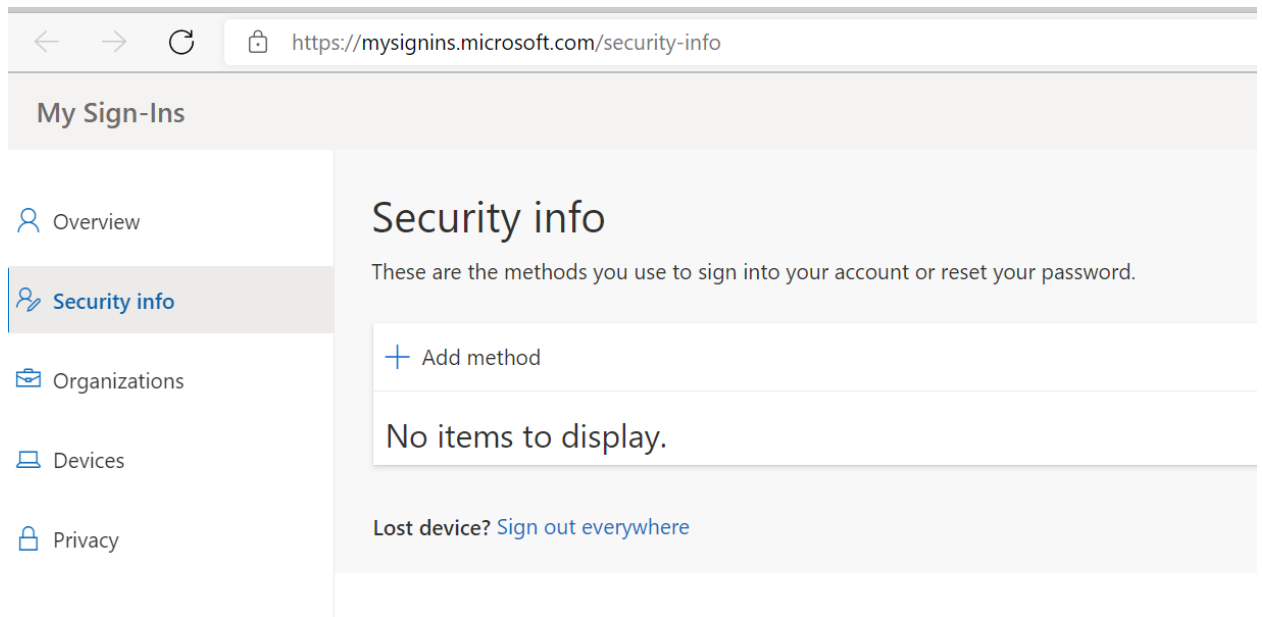 https://mysignins.microsoft.com/security-info
My Sign-Ins
Overview
Security info
Organizations
Devices
Privacy
Security info
These are the methods you use to sign into your account or reset your password.
Add method
No items to display.
Lost device? Sign out everywhere